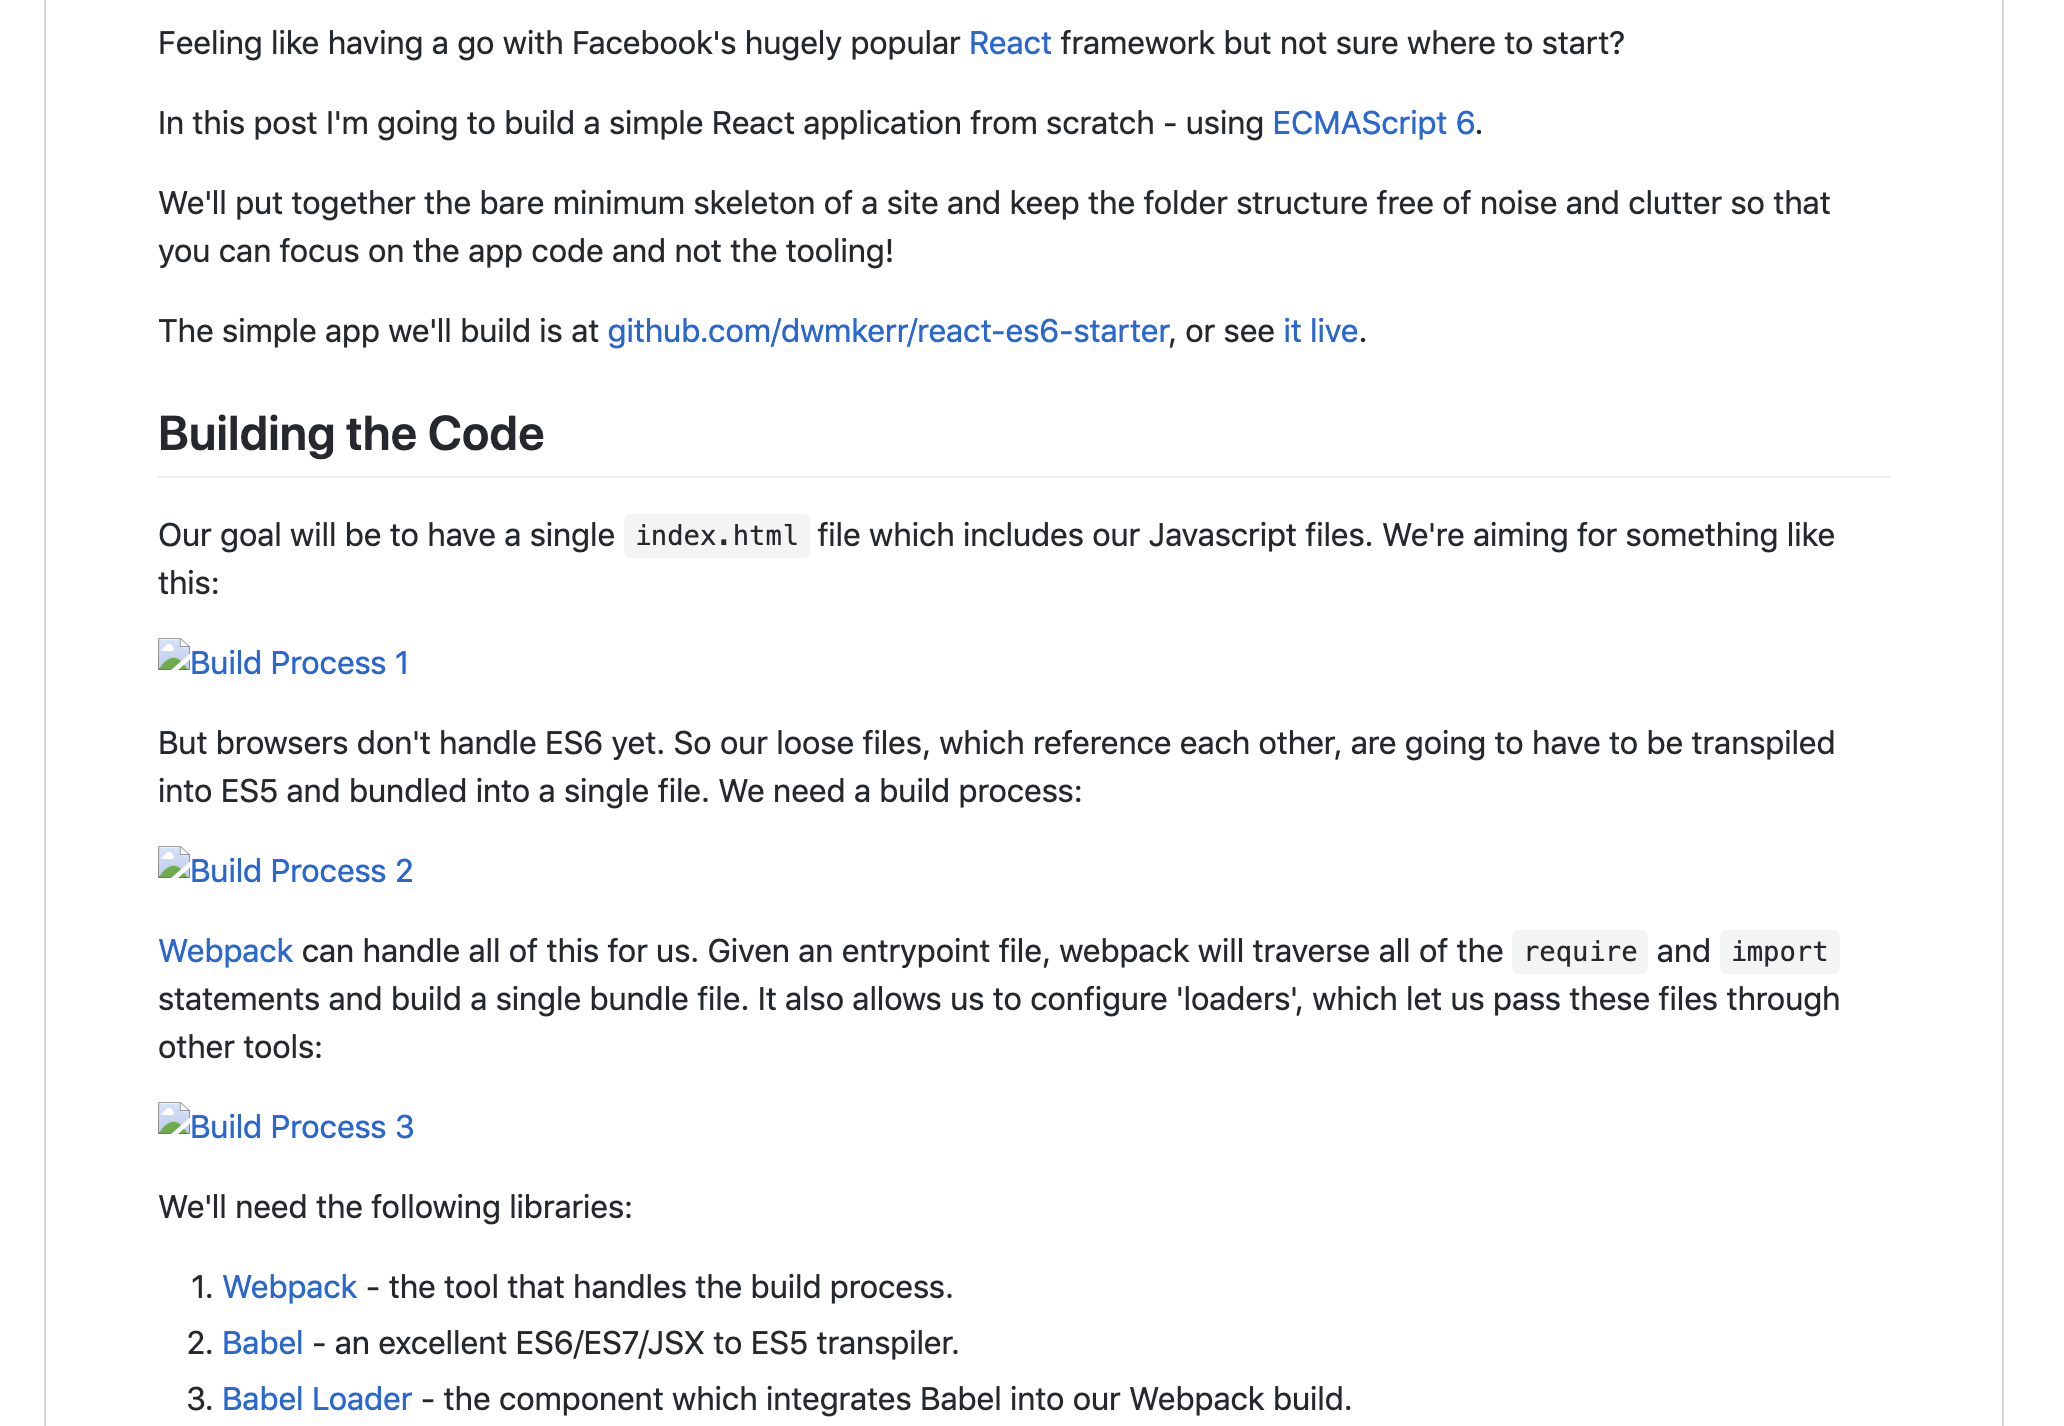 Feeling like having a go with Facebook's hugely popular React framework but not sure where to start?
In this post I'm going to build a simple React application from scratch - using ECMAScript 6.
We'll put together the bare minimum skeleton of a site and keep the folder structure free of noise and clutter so that
you can focus on the app code and not the tooling!
The simple app we'll build is at github.com/dwmkerr/react-es6-starter, or see it live.
Building the Code
Our goal will be to have a single index.html file which includes our Javascript files. We're aiming for something like
this:
Build Process 1
But browsers don't handle ES6 yet. So our loose files, which reference each other, are going to have to be transpiled
into ES5 and bundled into a single file. We need a build process:
Build Process 2
Webpack can handle all of this for us. Given an entrypoint file, webpack will traverse all of the require and import
statements and build a single bundle file. It also allows us to configure 'loaders', which let us pass these files through
other tools:
Build Process 3
We'll need the following libraries:
1. Webpack - the tool that handles the build process.
2. Babel - an excellent ES6/ES7/JSX to ES5 transpiler.
3. Babel Loader - the component which integrates Babel into our Webpack build.